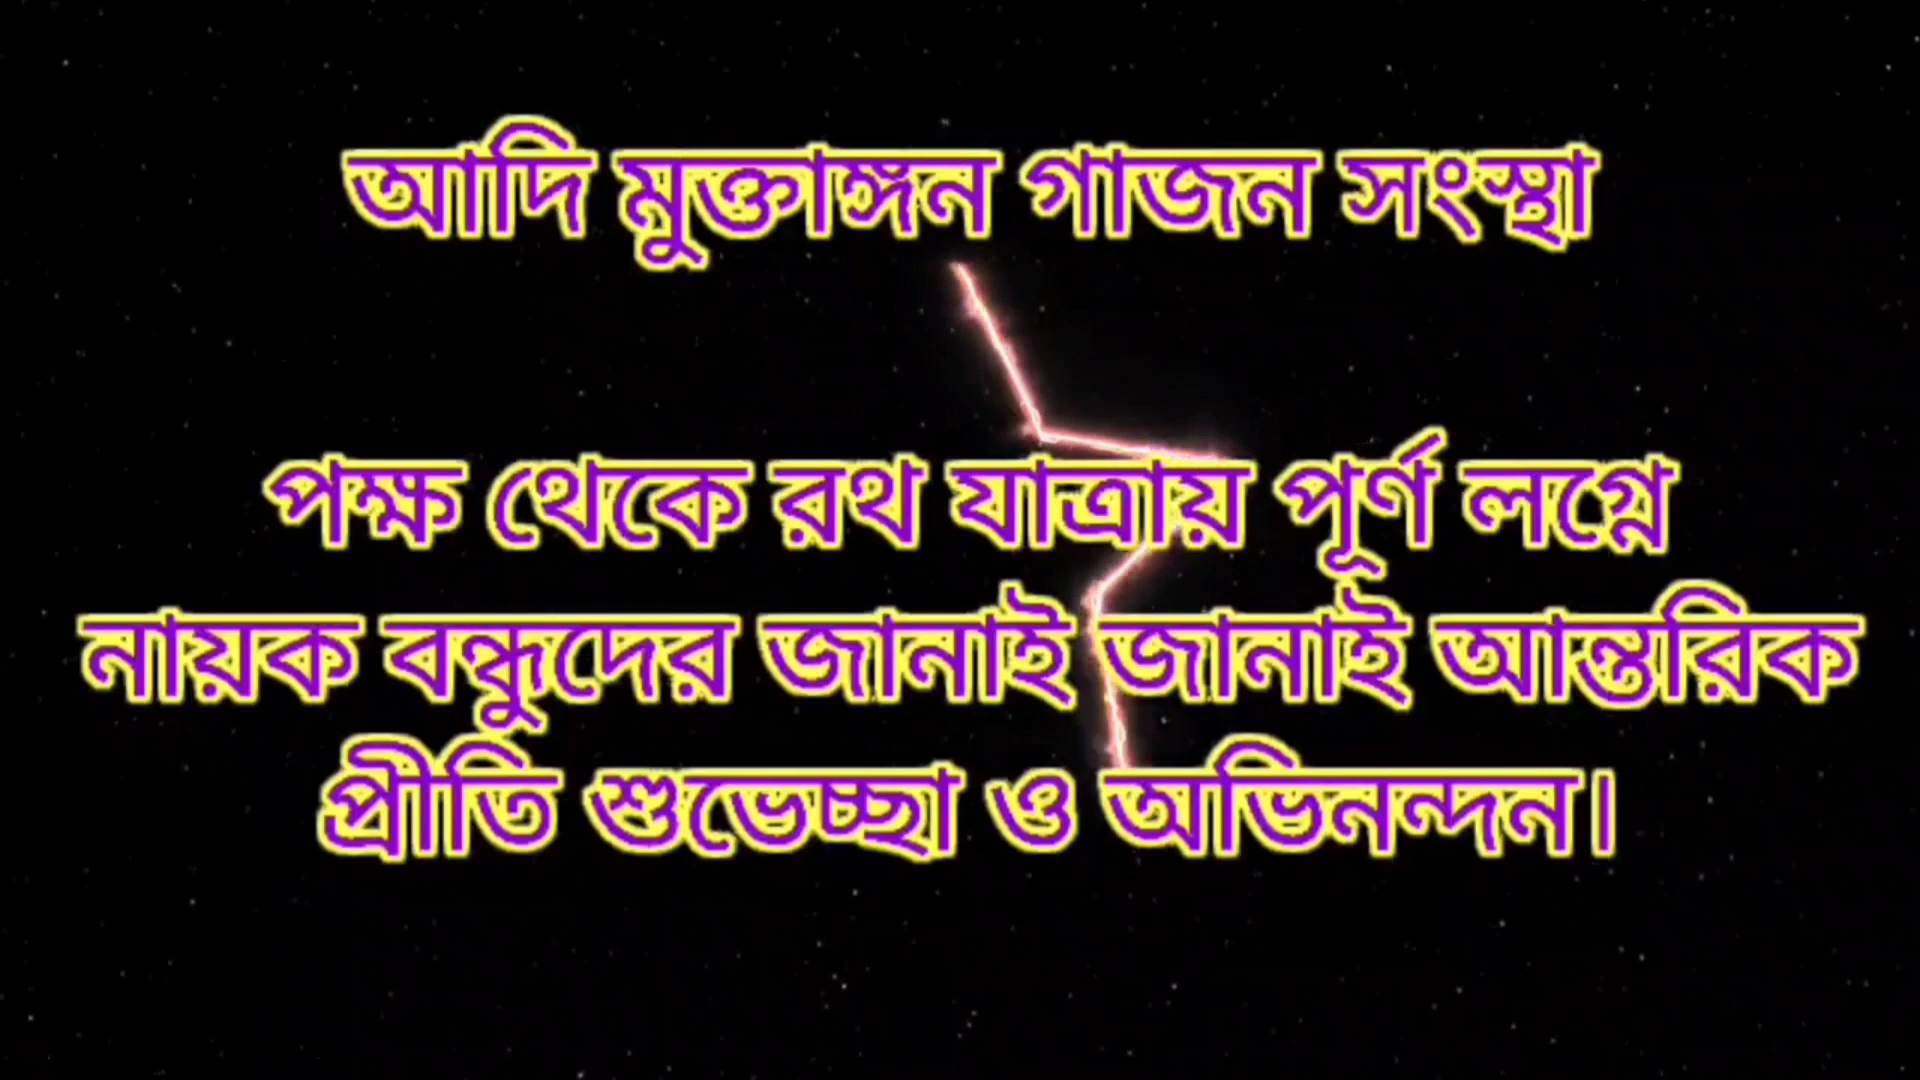 আদি মুক্তাঙ্গন গাজন সংস্থা
পক্ষ থেকে রথ যাত্রায় পূর্ণ লগ্নে
নায়ক বন্ধুদের জানাই জানাই আন্তরিক
প্রীতি শুভেচ্ছা ও অভিনন্দন।